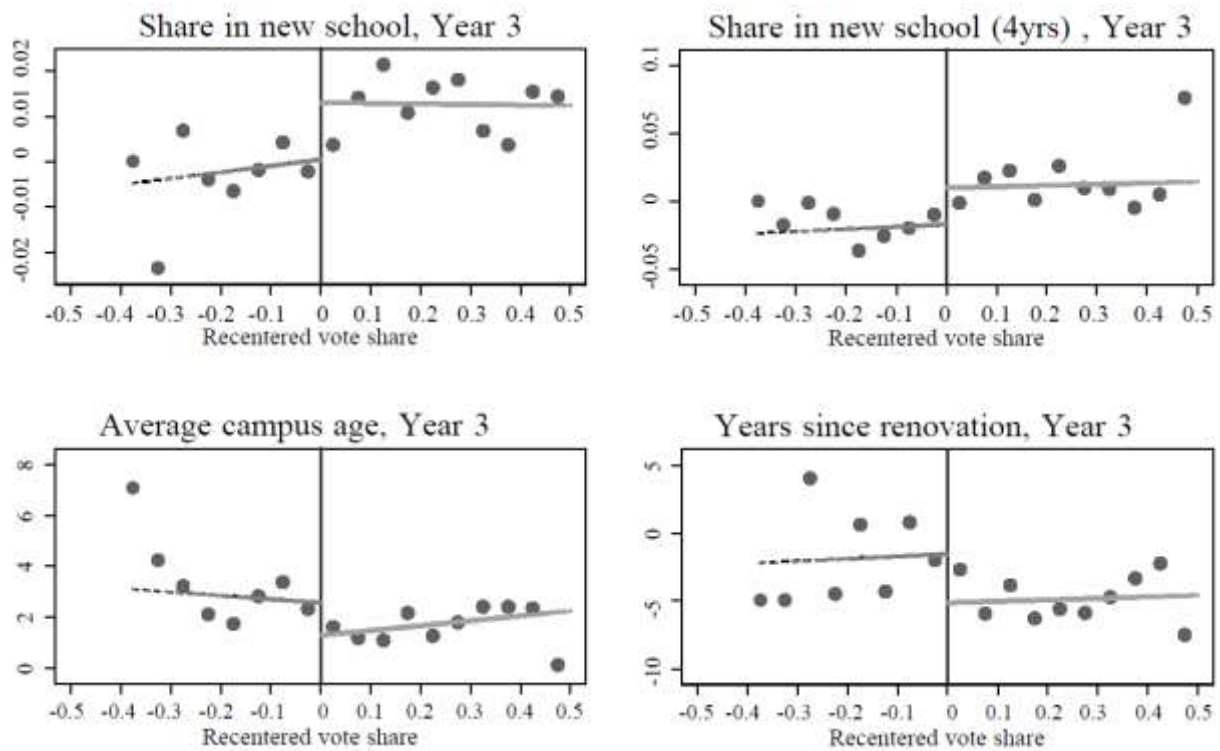 Share in new school, Year 3
0.02
0.01
0
-0.01
-0.02
-0.5 -0.4 -0.3 -0.2 -0.1 0 0.1 0.2 0.3 0.4 0.5
Recentered vote share
Share in new school (4yrs) , Year 3
0.1
0.05
0
-0.05
-0.5 -0.4 -0.3 -0.2 -0.1 0 0.1 0.2 0.3 0.4 0.5
Recentered vote share
Average campus age, Year 3
8
6
4
2
0
-0.5 -0.4 -0.3 -0.2 -0.1 0 0.1 0.2 0.3 0.4 0.5
Recentered vote share
Years since renovation, Year 3
5
0
-5
-10
-0.5 -0.4 -0.3 -0.2 -0.1 0 0.1 0.2 0.3 0.4 0.5
Recentered vote share